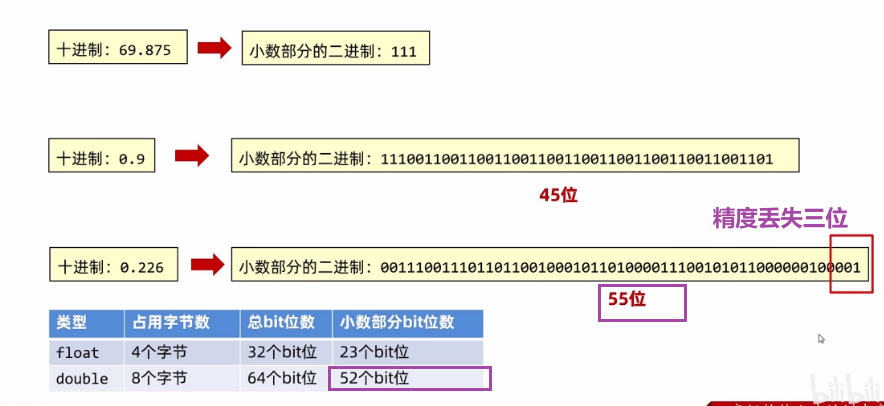 十进制：69.875
小数部分的二进制：111
十进制：0.9
小数部分的二进制：111001100110011001100110011001100110011001101
45位
精度丢失三位
十进制：0.226
小数部分的二进制：0011100111011011001000101101000011100101011000000100001
55位
类型 占用字节数 总bit位数 小数部分bit位数
float 4个字节 32个bit位 23个bit位
double 8个字节 64个bit位 52个bit位
bilibili